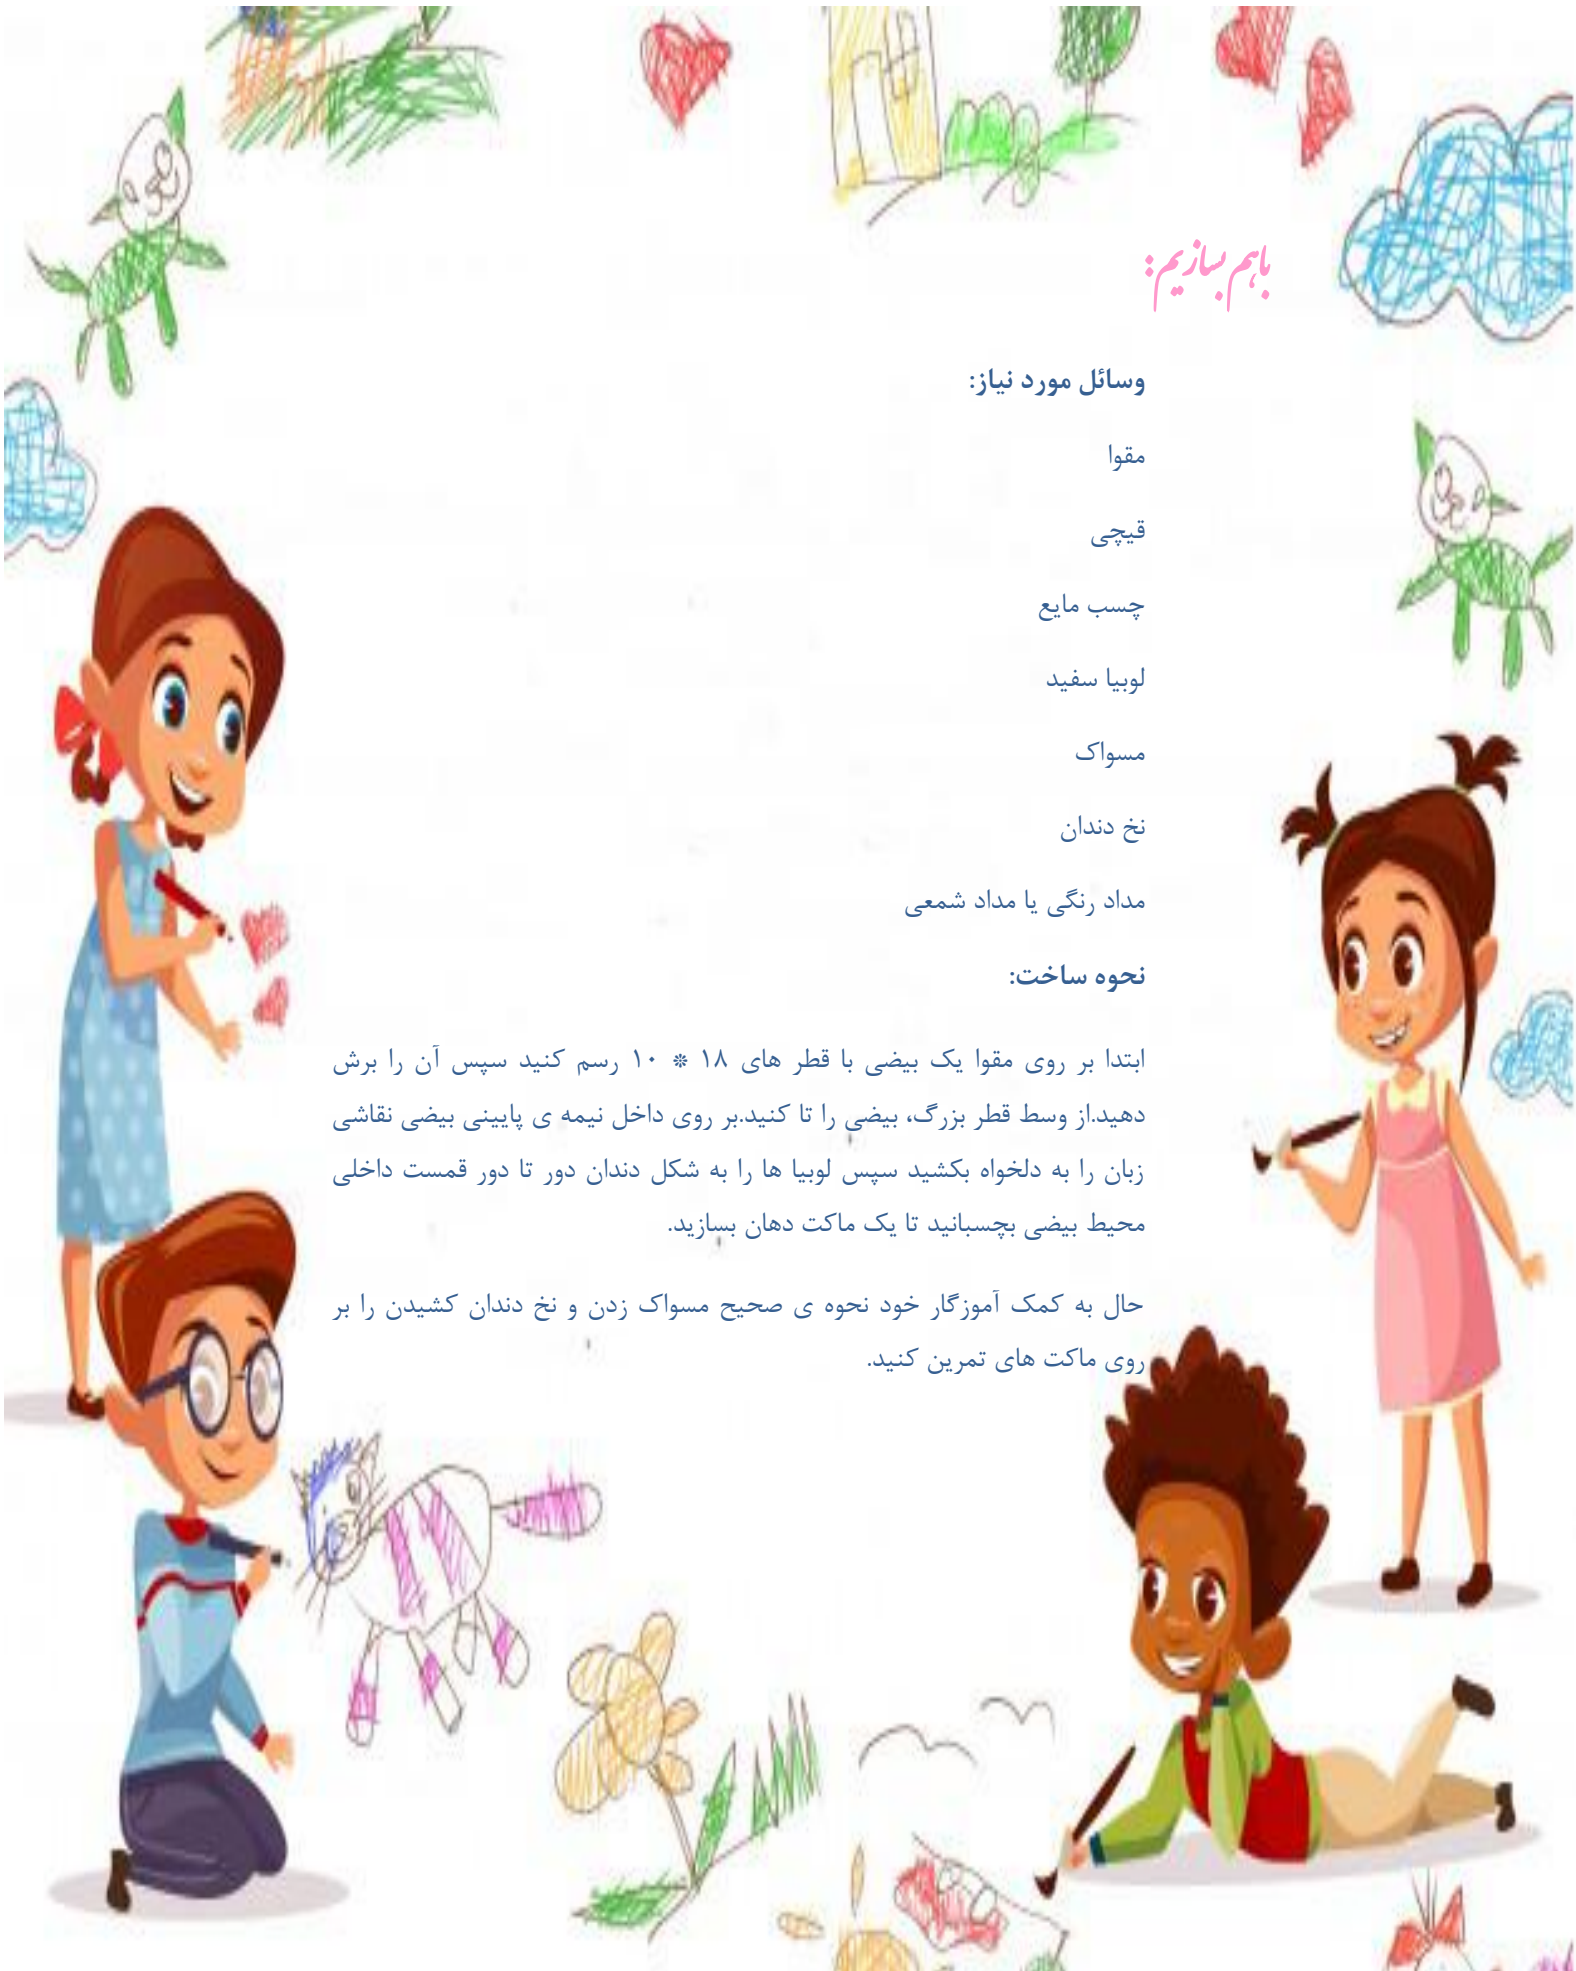 باهم بسازیم:
وسائل مورد نیاز:
مقوا
قیچی
چسب مایع
لوبیا سفید
مسواک
نخ دندان
مداد رنگی یا مداد شمعی
نحوه ساخت:
ابتدا بر روی مقوا یک بیضی با قطر های ۱۸ * ۱۰ رسم کنید سپس آن را برش
دهید.از وسط قطر بزرگ، بیضی را تا کنید.بر روی داخل نیمه ی پایینی بیضی نقاشی
زبان را به دلخواه بکشید سپس لوبیا ها را به شکل دندان دور تا دور قمست داخلی
محیط بیضی بچسبانید تا یک ماکت دهان بسازید.
حال به کمک آموزگار خود نحوه ی صحیح مسواک زدن و نخ دندان کشیدن را بر
روی ماکت های تمرین کنید.